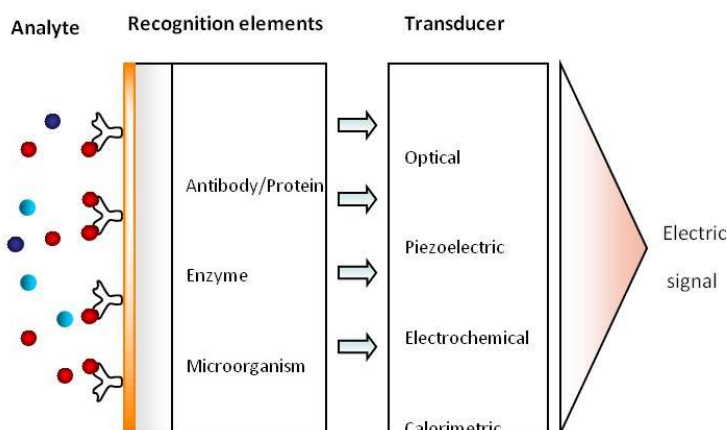 Analyte
Recognition elements
Transducer
Antibody/Protein
Enzyme
Microorganism
Optical
Piezoelectric
Electrochemical
Calorimetric
Electric
signal